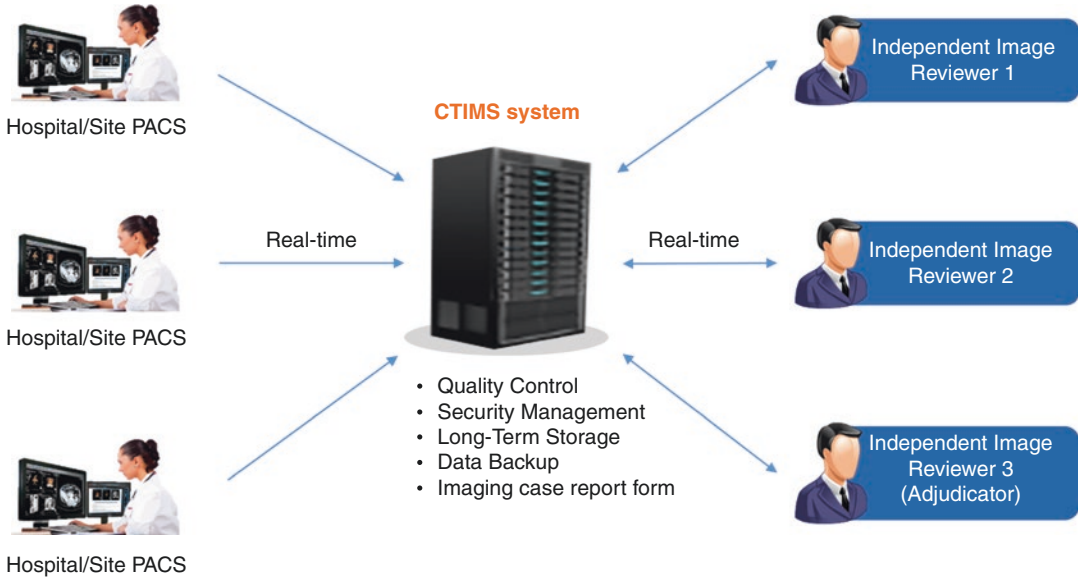 Hospital/Site PACS
Hospital/Site PACS
Hospital/Site PACS
Real-time
CTIMS system
• Quality Control
• Security Management
• Long-Term Storage
• Data Backup
• Imaging case report form
Real-time
Independent Image
Reviewer 1
Independent Image
Reviewer 2
Independent Image
Reviewer 3
(Adjudicator)